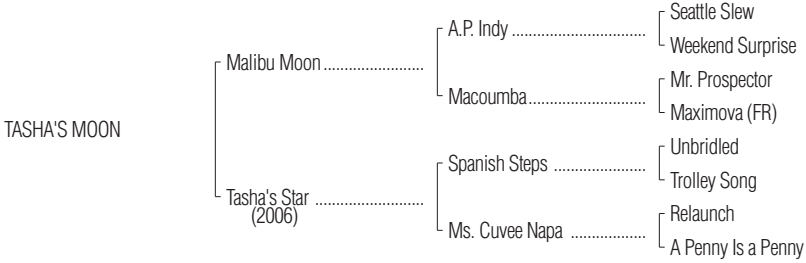 Seattle Slew
A.P. Indy ................................
Weekend Surprise
Malibu Moon ........................
Mr. Prospector
Macoumba ............................
Maximova (FR)
TASHA'S MOON
Unbridled
Spanish Steps ......................
Trolley Song
Tasha's Star ..........................
(2006)
Relaunch
Ms. Cuvee Napa ..................
A Penny Is a Penny